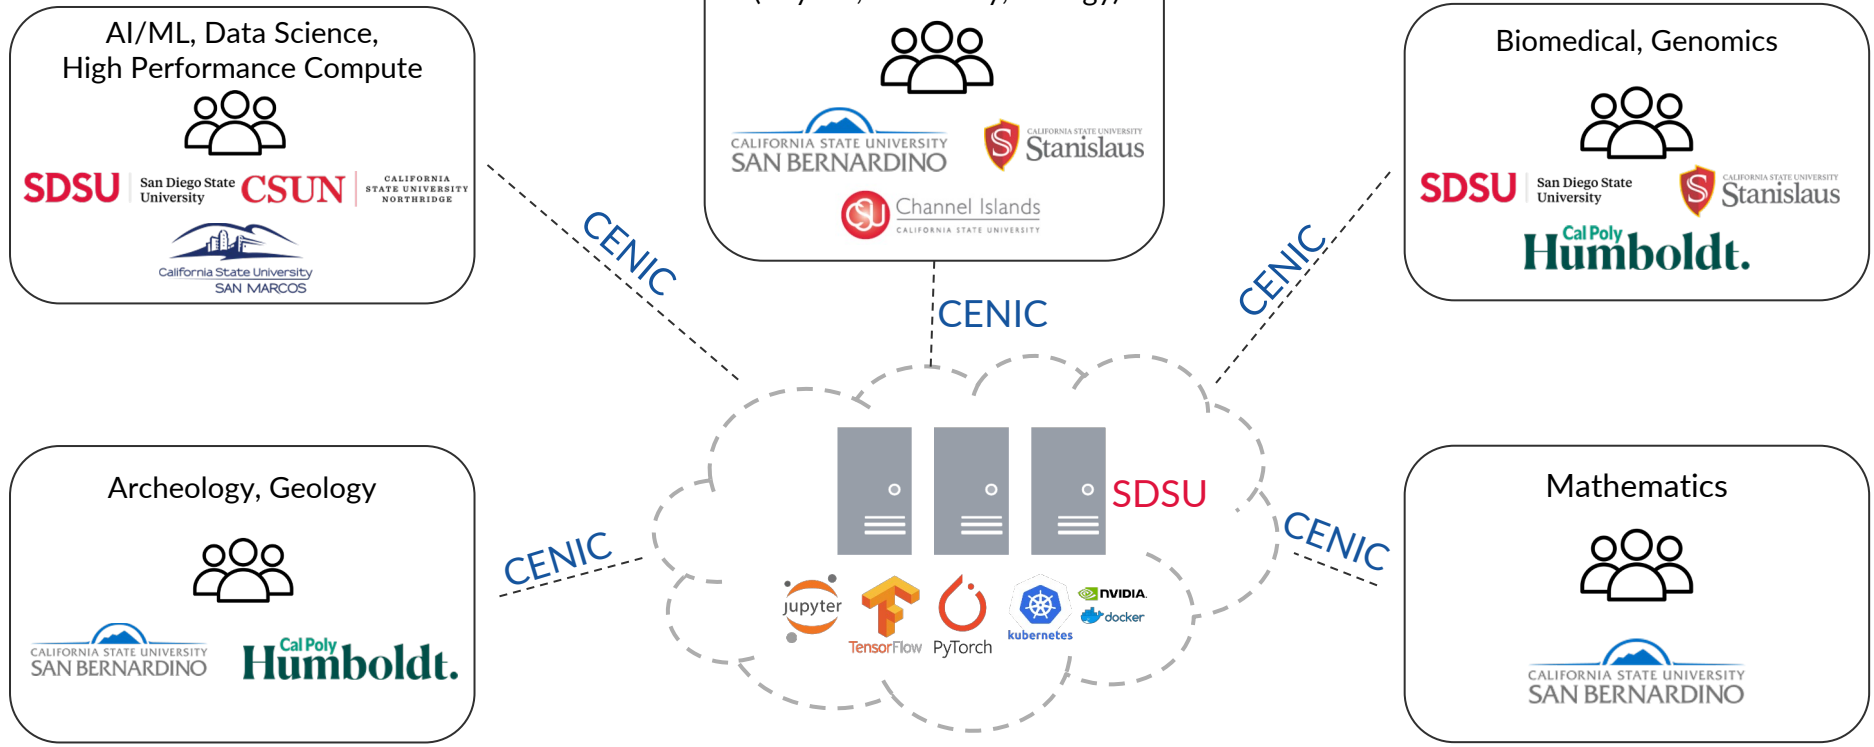 AI/ML, Data Science,
High Performance Compute
SDSU San Diego State
University
CSUN CALIFORNIA
STATE UNIVERSITY
NORTHRIDGE
California State University
SAN MARCOS
CALIFORNIA STATE UNIVERSITY
SAN BERNARDINO
CALIFORNIA STATE UNIVERSITY
Stanislaus
CSU Channel Islands
CALIFORNIA STATE UNIVERSITY
Biomedical, Genomics
SDSU San Diego State
University
CALIFORNIA STATE UNIVERSITY
Stanislaus
Cal Poly
Humboldt.
CENIC
CENIC
CENIC
Archeology, Geology
CALIFORNIA STATE UNIVERSITY
SAN BERNARDINO
Cal Poly
Humboldt.
CENIC
SDSU
jupyter
TensorFlow
PyTorch
kubernetes
NVIDIA.
docker
CENIC
Mathematics
CALIFORNIA STATE UNIVERSITY
SAN BERNARDINO